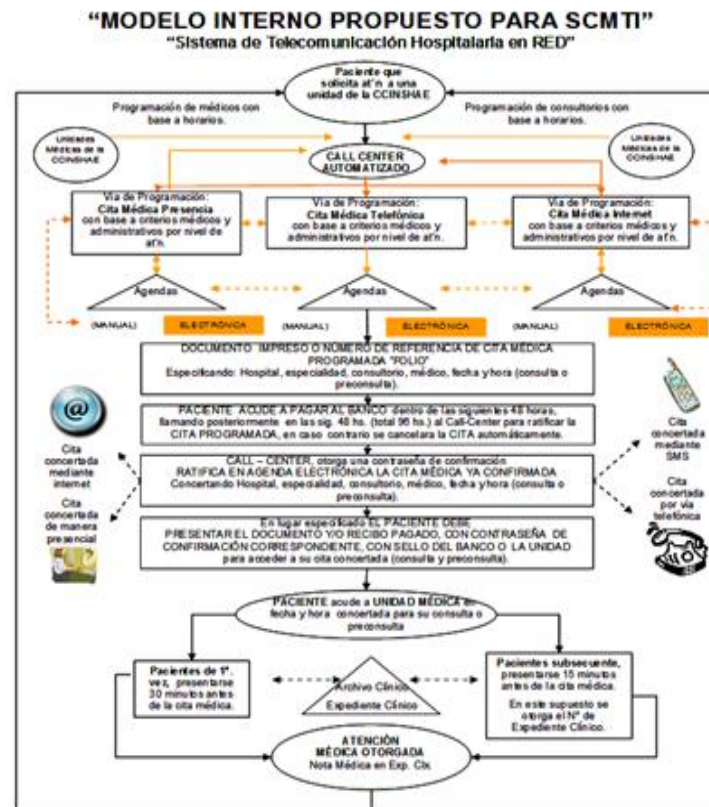 “MODELO INTERNO PROPUESTO PARA SCMTI”
“Sistema de Telecomunicación Hospitalaria en RED”
Paciente que
solicita at'n a una
unidad de la CCINSHAE
Programación de médicos con
base a horarios.
Programación de consultorios con
base a horarios.
Unidades
Médicas de la
CCINSHAE
Unidades
Médicas de la
CCINSHAE
CALL CENTER
AUTOMATIZADO
Vía de Programación:
Cita Médica Presencia
con base a criterios médicos y
administrativos por nivel de
at'n.
Vía de Programación:
Cita Médica Telefónica
con base a criterios médicos y
administrativos por nivel de at'n.
Vía de Programación:
Cita Médica Internet
con base a criterios médicos y
administrativos por nivel de
at'n.
Agendas
Agendas
Agendas
(MANUAL)
ELECTRÓNICA
(MANUAL)
ELECTRÓNICA
(MANUAL)
ELECTRÓNICA
DOCUMENTO IMPRESO O NÚMERO DE REFERENCIA DE CITA MÉDICA
PROGRAMADA "FOLIO"
Especificando: Hospital, especialidad, consultorio, médico, fecha y hora (consulta o
preconsulta).
PACIENTE ACUDE A PAGAR AL BANCO dentro de las siguientes 48 horas,
llamando posteriormente en las sig. 48 hs. (total 96 hs.) al Call-Center para ratificar la
CITA PROGRAMADA, en caso contrario se cancelara la CITA automáticamente.
CALL – CENTER, otorga una contraseña de confirmación
RATIFICA EN AGENDA ELECTRÓNICA LA CITA MÉDICA YA CONFIRMADA
Concertando Hospital, especialidad, consultorio, médico, fecha y hora (consulta o
preconsulta).
En lugar especificado EL PACIENTE DEBE
PRESENTAR EL DOCUMENTO Y/O RECIBO PAGADO, CON CONTRASEÑA DE
CONFIRMACIÓN CORRESPONDIENTE, CON SELLO DEL BANCO O LA UNIDAD
para acceder a su cita concertada (consulta y preconsulta).
@
Cita
concertada
mediante
internet
Cita
concertada
de manera
presencial
Cita
concertada
mediante
SMS
Cita
concertada
por vía
telefónica
PACIENTE acude a UNIDAD MÉDICA en
fecha y hora concertada para su consulta o
preconsulta
Pacientes de 1ª.
vez, presentarse
30 minutos antes
de la cita médica.
Archivo Clínico
Expediente Clínico
Pacientes subsecuente,
presentarse 15 minutos
antes de la cita médica.
En este supuesto se
otorga el Nº de
Expediente Clínico.
ATENCIÓN
MÉDICA OTORGADA
Nota Médica en Exp. Clx.